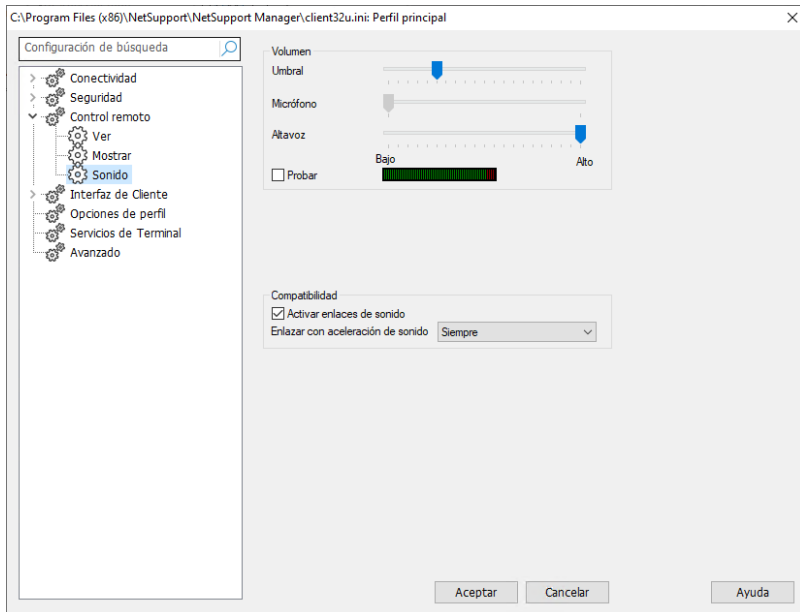 C:\Program Files (x86)\NetSupport\NetSupport Manager\client32u.ini: Perfil principal
Configuración de búsqueda
Conectividad
Seguridad
Control remoto
Ver
Mostrar
Sonido
Interfaz de Cliente
Opciones de perfil
Servicios de Terminal
Avanzado
Volumen
Umbral
Micrófono
Altavoz
Bajo
Alto
Probar
Compatibilidad
Activar enlaces de sonido
Enlazar con aceleración de sonido
Siempre
Aceptar
Cancelar
Ayuda